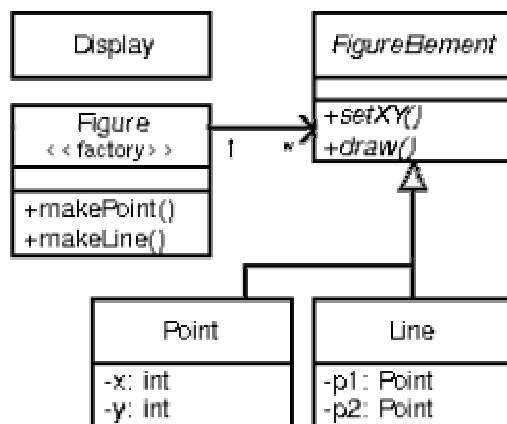 Display
FigureElement
+setXY()
+draw()
Figure
<<factory>>
1
*
+makePoint()
+makeLine()
Point
-x: int
-y: int
Line
-p1: Point
-p2: Point